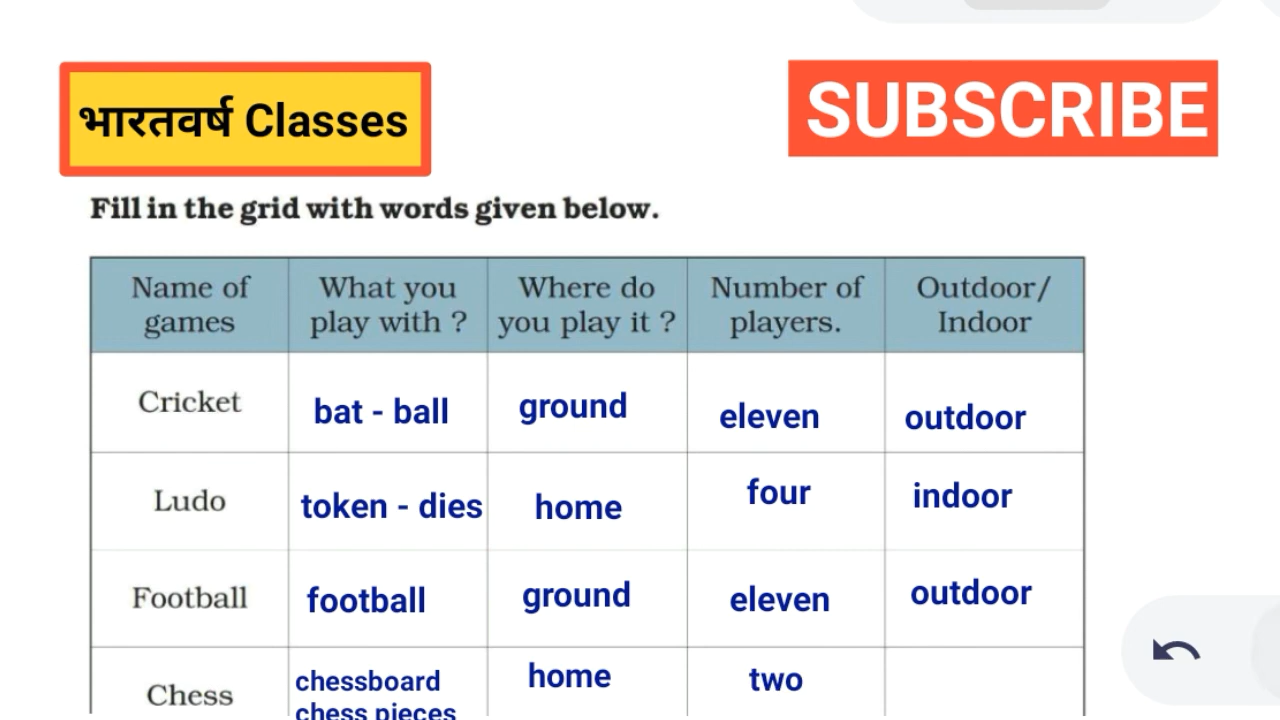 भारतवर्ष Classes
SUBSCRIBE
Fill in the grid with words given below.
Name of games What you play with ? Where do you play it ? Number of players. Outdoor/ Indoor
Cricket bat - ball ground eleven outdoor
Ludo token - dies home four indoor
Football football ground eleven outdoor
Chess chessboard chess pieces home two